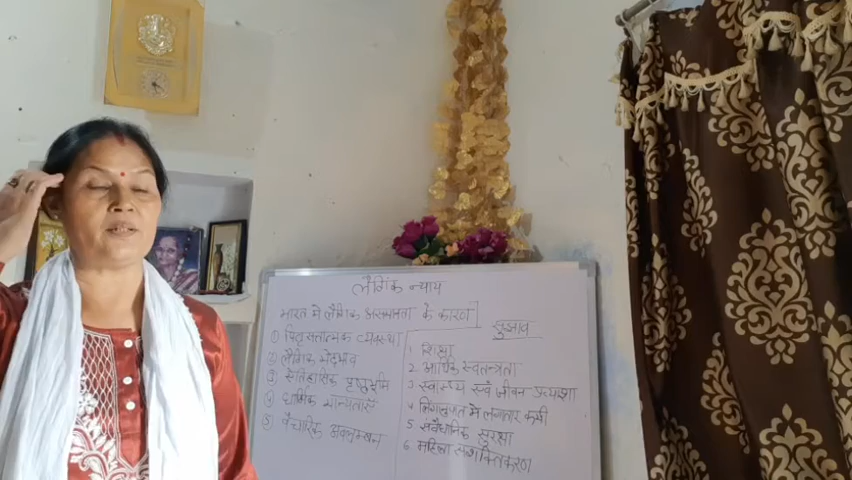 लैंगिक न्याय
भारत में लैंगिक असमानता के कारण
① पितृसत्तात्मक व्यवस्था
② लैंगिक भेदभाव
③ ऐतिहासिक पृष्ठभूमि
④ धार्मिक मान्यताएँ
⑤ वैचारिक अवलम्बन
सुझाव
1. शिक्षा
2. आर्थिक स्वतन्त्रता
3. स्वास्थ्य एवं जीवन प्रत्याशा
4. लिंगानुपात में लगातार कमी
5. संवैधानिक सुरक्षा
6. महिला सशक्तिकरण